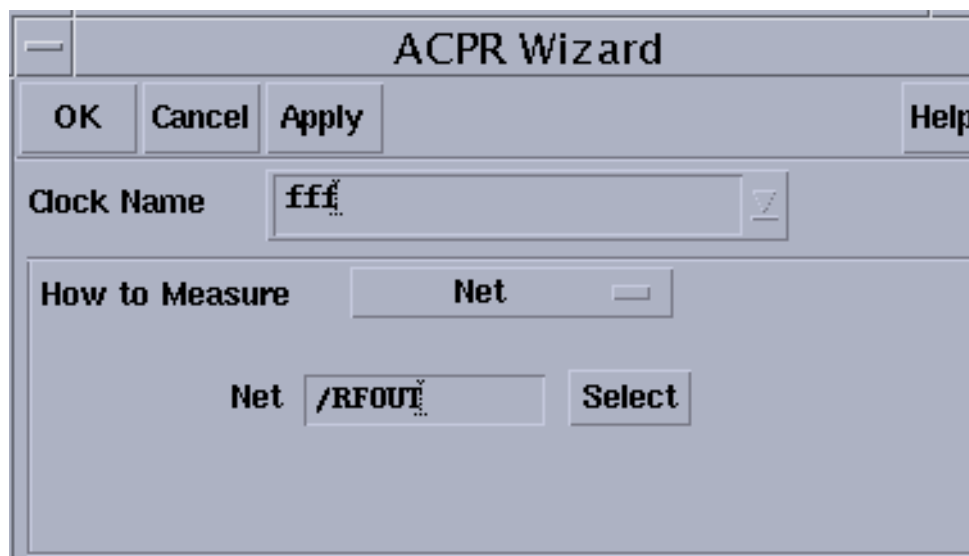 ACPR Wizard
OK Cancel Apply Help
Clock Name fff
How to Measure Net
Net /RFOUT Select